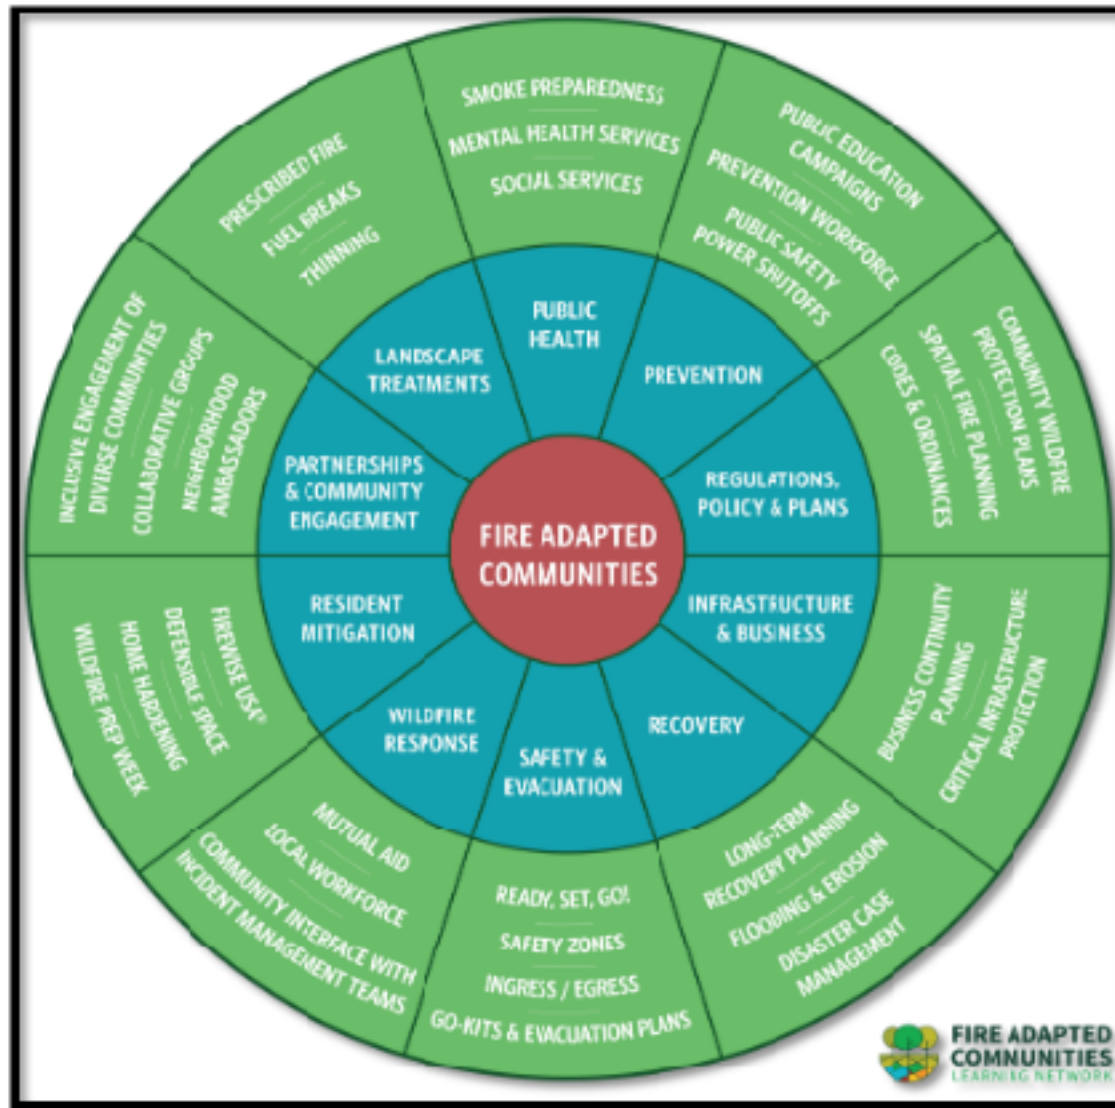 FIRE ADAPTED
COMMUNITIES
PUBLIC
HEALTH
PREVENTION
REGULATIONS,
POLICY & PLANS
INFRASTRUCTURE
& BUSINESS
RECOVERY
SAFETY &
EVACUATION
WILDFIRE
RESPONSE
RESIDENT
MITIGATION
PARTNERSHIPS
& COMMUNITY
ENGAGEMENT
LANDSCAPE
TREATMENTS
SMOKE PREPAREDNESS
MENTAL HEALTH SERVICES
SOCIAL SERVICES
PUBLIC EDUCATION
CAMPAIGNS
PREVENTION WORKFORCE
PUBLIC SAFETY
POWER SHUTOFFS
COMMUNITY WILDFIRE
PROTECTION PLANS
SPATIAL FIRE PLANNING
CODES & ORDINANCES
BUSINESS CONTINUITY
PLANNING
CRITICAL INFRASTRUCTURE
PROTECTION
LONG-TERM
RECOVERY PLANNING
FLOODING & EROSION
DISASTER CASE
MANAGEMENT
READY, SET, GO!
SAFETY ZONES
INGRESS / EGRESS
GO-KITS & EVACUATION PLANS
MUTUAL AID
LOCAL WORKFORCE
COMMUNITY INTERFACE WITH
INCIDENT MANAGEMENT TEAMS
FIREWISE USA®
DEFENSIBLE SPACE
HOME HARDENING
WILDFIRE PREP WEEK
INCLUSIVE ENGAGEMENT OF
DIVERSE COMMUNITIES
COLLABORATIVE GROUPS
NEIGHBORHOOD
AMBASSADORS
PRESCRIBED FIRE
FUEL BREAKS
THINNING
FIRE ADAPTED
COMMUNITIES
LEARNING NETWORK